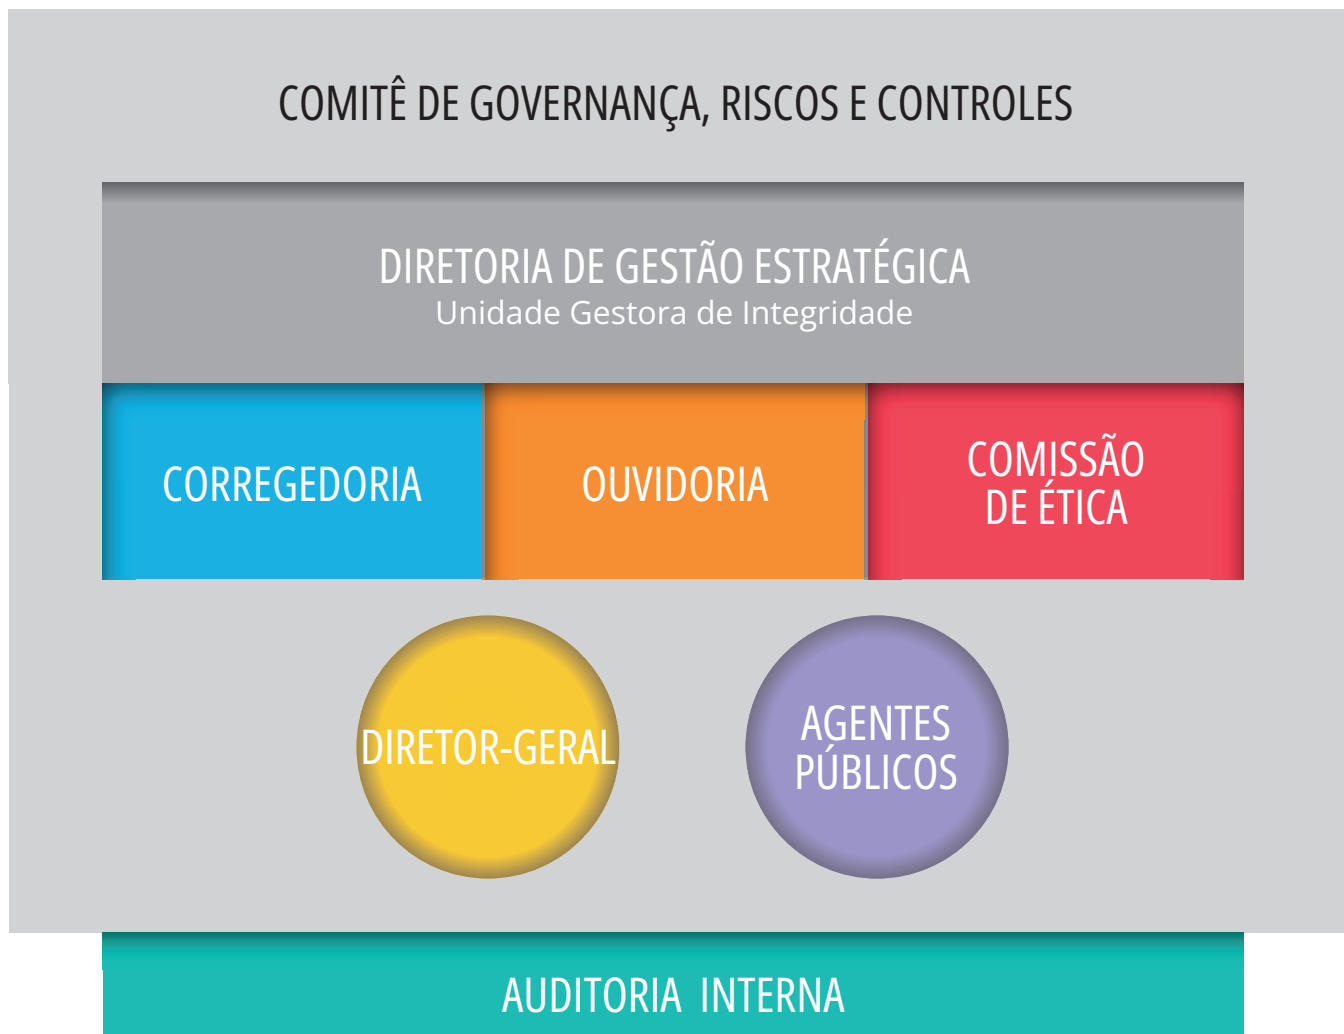 COMITÊ DE GOVERNANÇA, RISCOS E CONTROLES
DIRETORIA DE GESTÃO ESTRATÉGICA
Unidade Gestora de Integridade
CORREGEDORIA
OUVIDORIA
COMISSÃO
DE ÉTICA
DIRETOR-GERAL
AGENTES
PÚBLICOS
AUDITORIA INTERNA